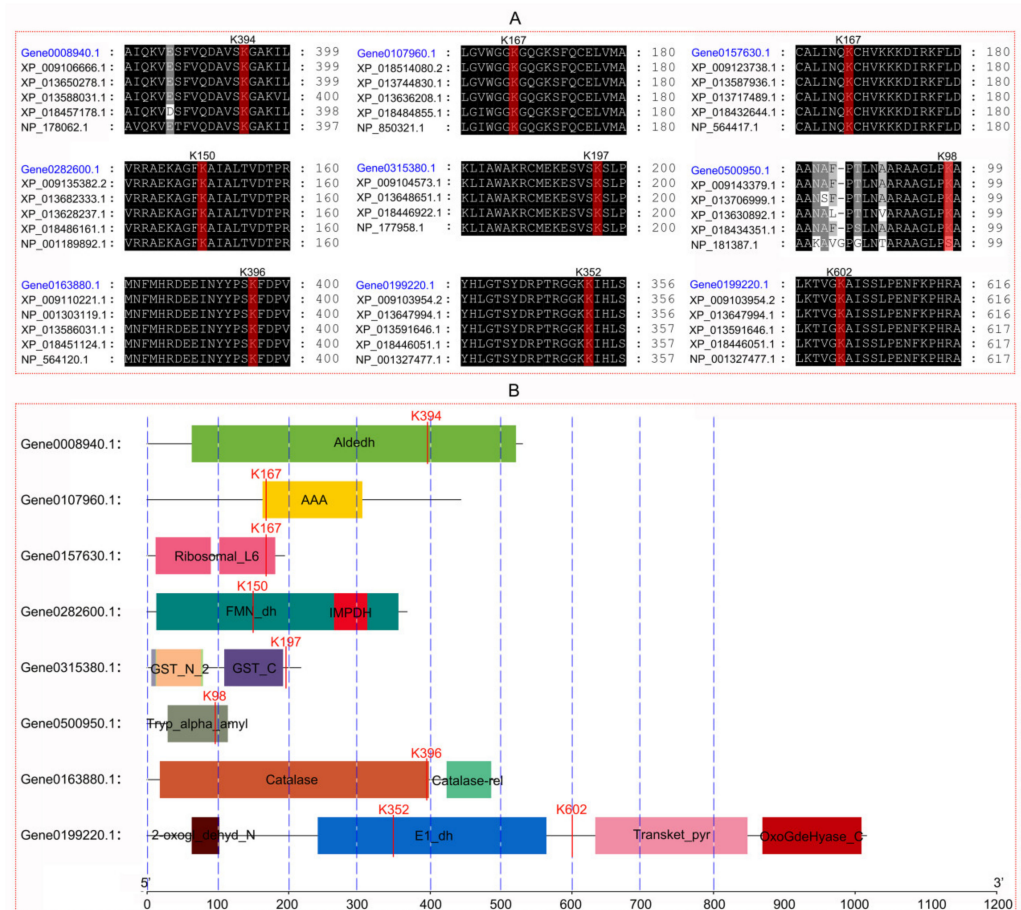 A
K394
Gene0008940.1 : AIQKVESFVQDAVSKGAKIL : 399
XP_009106666.1 : AIQKVESFVQDAVSKGAKIL : 399
XP_013650278.1 : AIQKVESFVQDAVSKGAKIL : 399
XP_013588031.1 : AIQKVESFVQDAVSKGAKVL : 400
XP_018457178.1 : AIQKVDSFVQDAVSKGAKIL : 398
NP_178062.1 : AVQKVETFVQDAVSKGAKII : 397
K167
Gene0107960.1 : LGVWGGKGQGKSFQCELVMA : 180
XP_018514080.2 : LGVWGGKGQGKSFQCELVMA : 180
XP_013744830.1 : LGVWGGKGQGKSFQCELVMA : 180
XP_013636208.1 : LGIWGGKGQGKSFQCELVMA : 180
XP_018484855.1 : LGIWGGKGQGKSFQCELVMA : 180
NP_850321.1 : LGIWGGKGQGKSFQCELVMA : 180
K167
Gene0157630.1 : CALINQKCHVKKKDIRKFLD : 180
XP_009123738.1 : CALINQKCHVKKKDIRKFLD : 180
XP_013587936.1 : CALINQKCHVKKKDIRKFLD : 180
XP_013717489.1 : CALINQKCHVKKKDIRKFLD : 180
XP_018432644.1 : CALINQKCHVKKKDIRKFLD : 180
NP_564417.1 : CALINQKCHVKKKDIRKFLD : 180
K150
Gene0282600.1 : VRRAEKAGFKAIALTVDTPR : 160
XP_009135382.2 : VRRAEKAGFKAIALTVDTPR : 160
XP_013682333.1 : VRRAEKAGFKAIALTVDTPR : 160
XP_013628237.1 : VRRAEKAGFKAIALTVDTPR : 160
XP_018486161.1 : VRRAEKAGFKAIALTVDTPR : 160
NP_001189892.1 : VRRAEKAGFKAIALTVDTPR : 160
K197
Gene0315380.1 : KLIAWAKRCMEKESVSKSLP : 200
XP_009104573.1 : KLIAWAKRCMEKESVSKSLP : 200
XP_013648651.1 : KLIAWAKRCMEKESVSKSLP : 200
XP_018446922.1 : KLIAWAKRCMEKESVSKSLP : 200
NP_177958.1 : KLIAWAKRCMEKESVSKSLP : 200
K98
Gene0500950.1 : AANAF-PTLNAARAAGLPKA : 99
XP_009143379.1 : AANAF-PTLNAARAAGLPKA : 99
XP_013706999.1 : AANSF-PTLNAARAAGLPKA : 99
XP_013630892.1 : AANAL-PTLNVARAAGLPKA : 99
XP_018434351.1 : AAFAF-PTLNAARAAGLPKA : 99
NP_181387.1 : AAKAVGPGLNTARAAGLPSA : 99
K396
Gene0163880.1 : MNFMHRDEEINYYPSKFDPV : 400
XP_009110221.1 : MNFMHRDEEINYYPSKFDPV : 400
NP_001303119.1 : MNFMHRDEEINYYPSKFDPV : 400
XP_013586031.1 : MNFMHRDEEINYYPSKFDPV : 400
XP_018451124.1 : MNFMHRDEEINYYPSKFDPV : 400
NP_564120.1 : MNFMHRDEEINYYPSKFDPV : 400
K352
Gene0199220.1 : YHLGTSYDRPTRGGKKIHLS : 356
XP_009103954.2 : YHLGTSYDRPTRGGKKIHLS : 356
XP_013647994.1 : YHLGTSYDRPTRGGKKIHLS : 356
XP_013591646.1 : YHLGTSYDRPTRGGKKIHLS : 357
XP_018446051.1 : YHLGTSYDRPTRGGKKIHLS : 357
NP_001327477.1 : YHLGTSYDRPTRGGKKIHLS : 357
K602
Gene0199220.1 : LKTVGKAISSLPENFKPHRA : 616
XP_009103954.2 : LKTVGKAISSLPENFKPHRA : 616
XP_013647994.1 : LKTVGKAISSLPENFKPHRA : 616
XP_013591646.1 : LKTIGKAISSLPENFKPHRA : 617
XP_018446051.1 : LKTVGKAISSLPENFKPHRA : 617
NP_001327477.1 : LKTVGKAISSLPENFKPHRA : 617
B
K394
Gene0008940.1: Aldedh
K167
Gene0107960.1: AAA
K167
Gene0157630.1: Ribosomal_L6
K150
Gene0282600.1: FMN_dh IMPDH
K197
Gene0315380.1: GST_N_2 GST_C
K98
Gene0500950.1: Tryp_alpha_amyl
K396
Gene0163880.1: Catalase Catalase-rel
K352 K602
Gene0199220.1: 2-oxogl_dehyd_N E1_dh Transket_pyr OxoGdeHyase_C
5' 3'
0 100 200 300 400 500 600 700 800 900 1000 1100 1200